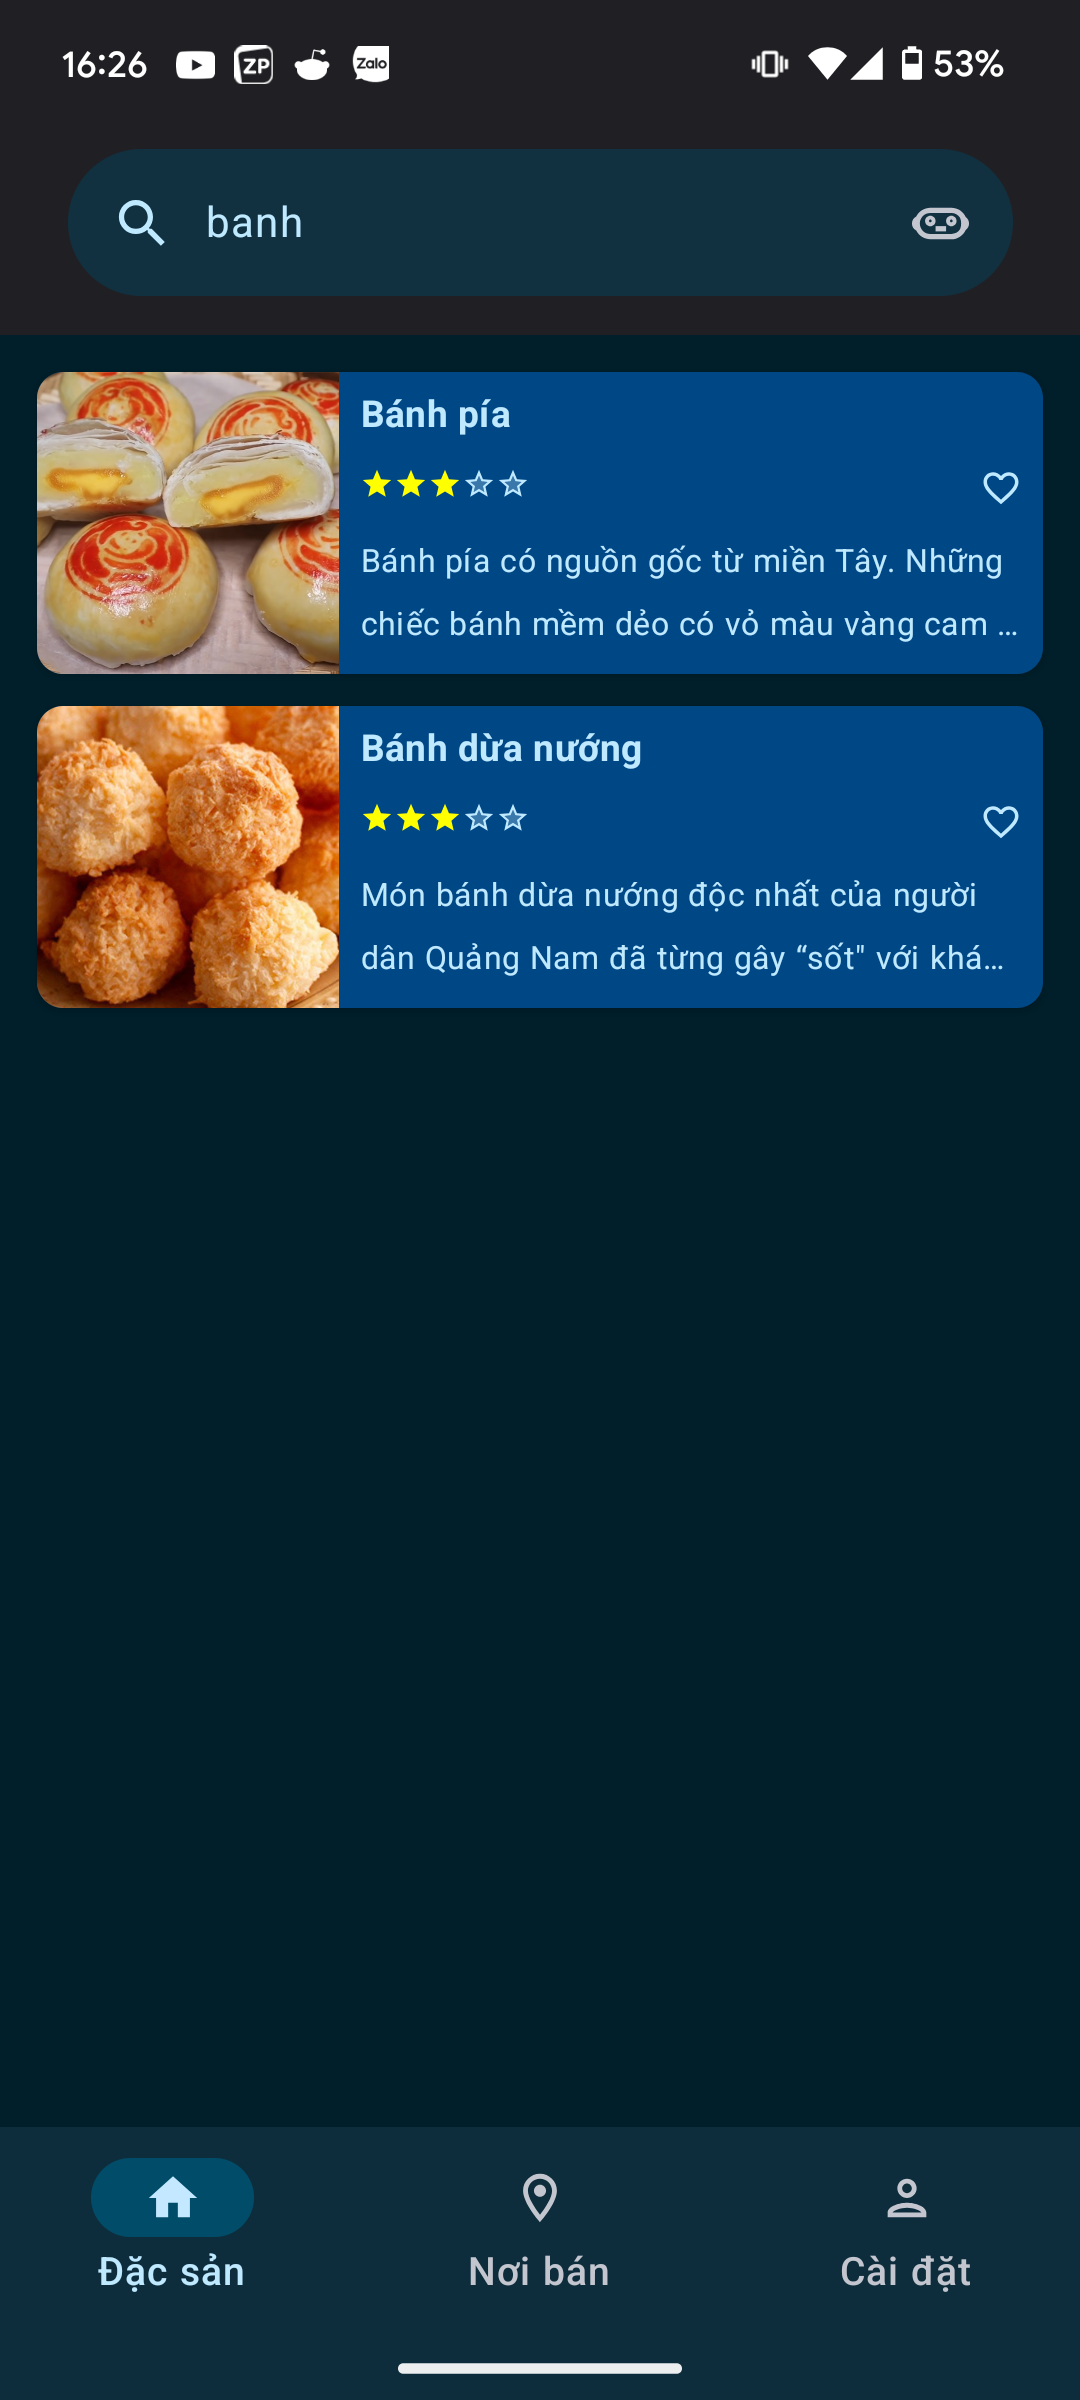 16:26
ZP
Zalo
53%
banh
Bánh pía
Bánh pía có nguồn gốc từ miền Tây. Những
chiếc bánh mềm dẻo có vỏ màu vàng cam …
Bánh dừa nướng
Món bánh dừa nướng độc nhất của người
dân Quảng Nam đã từng gây “sốt" với khá…
Đặc sản
Nơi bán
Cài đặt